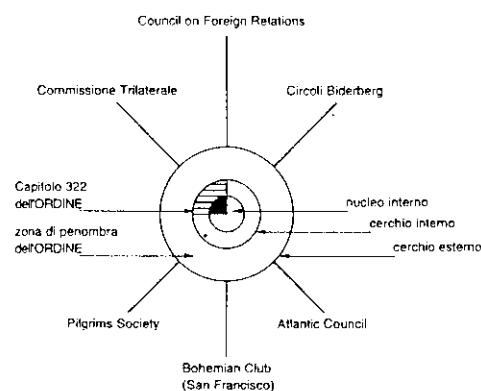 Council on Foreign Relations
Commissione Trilaterale
Circoli Biderberg
Capitolo 322
dell'ORDINE
nucleo interno
zona di penombra
dell'ORDINE
cerchio interno
cerchio esterno
Pilgrims Society
Atlantic Council
Bohemian Club
(San Francisco)